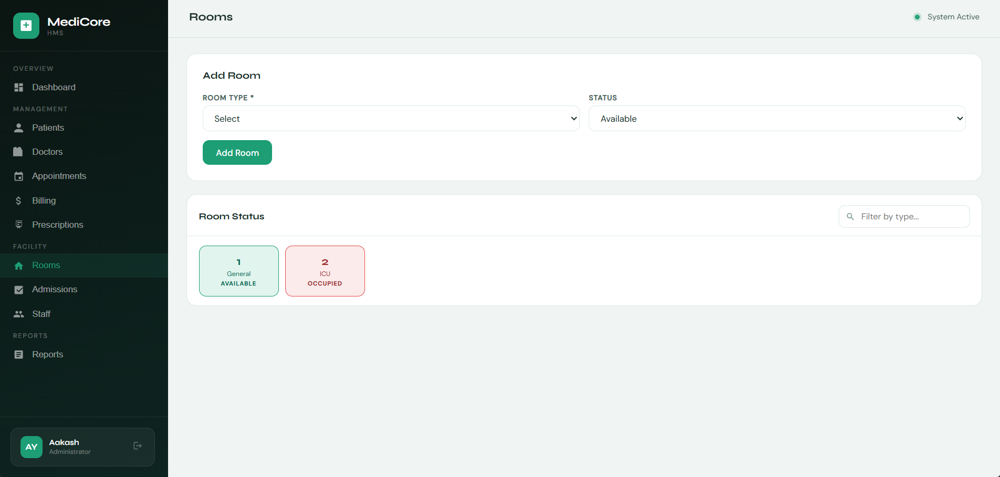 MediCore
HMS
OVERVIEW
Dashboard
MANAGEMENT
Patients
Doctors
Appointments
Billing
Prescriptions
FACILITY
Rooms
Admissions
Staff
REPORTS
Reports
AY
Aakash
Administrator
Rooms
System Active
Add Room
ROOM TYPE *
STATUS
Select
Available
Add Room
Room Status
Filter by type...
1
General
AVAILABLE
2
ICU
OCCUPIED